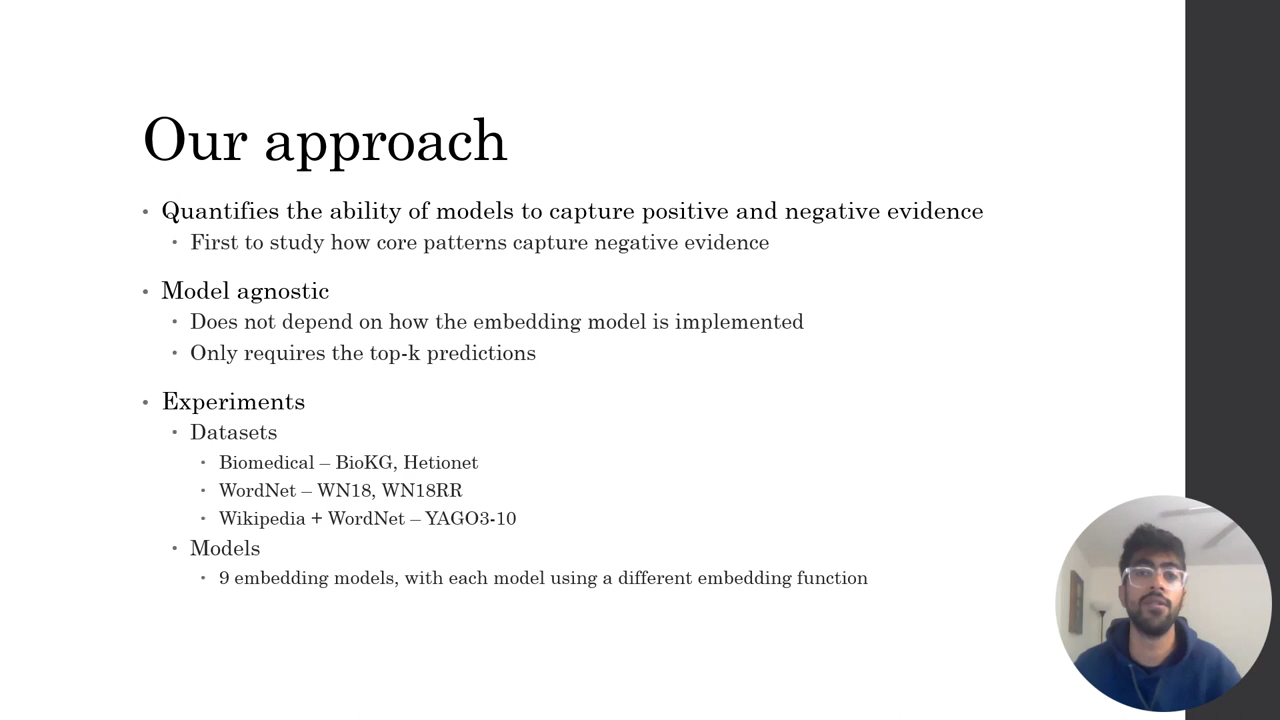 Our approach
Quantifies the ability of models to capture positive and negative evidence
First to study how core patterns capture negative evidence
Model agnostic
Does not depend on how the embedding model is implemented
Only requires the top-k predictions
Experiments
Datasets
Biomedical – BioKG, Hetionet
WordNet – WN18, WN18RR
Wikipedia + WordNet – YAGO3-10
Models
9 embedding models, with each model using a different embedding function